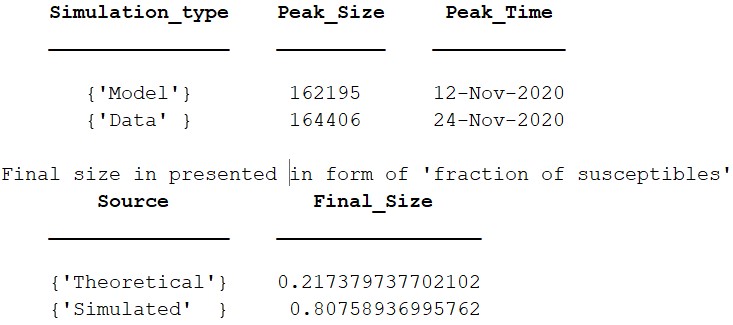 Simulation_type Peak_Size Peak_Time
{'Model'} 162195 12-Nov-2020
{'Data' } 164406 24-Nov-2020
Final size in presented in form of 'fraction of susceptibles'
Source Final_Size
{'Theoretical'} 0.217379737702102
{'Simulated' } 0.80758936995762